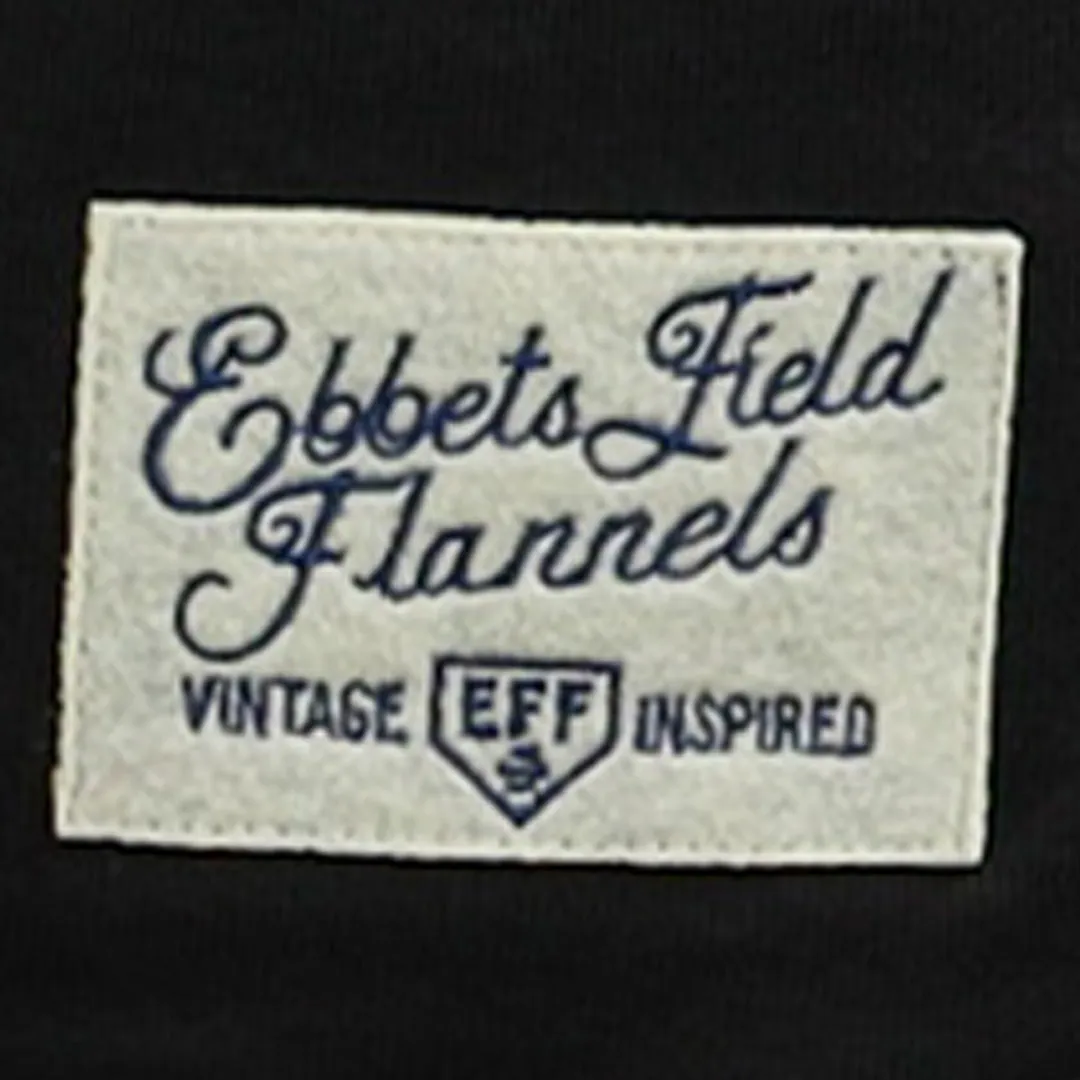 Ebbets Field
Flannels
VINTAGE EFF INSPIRED